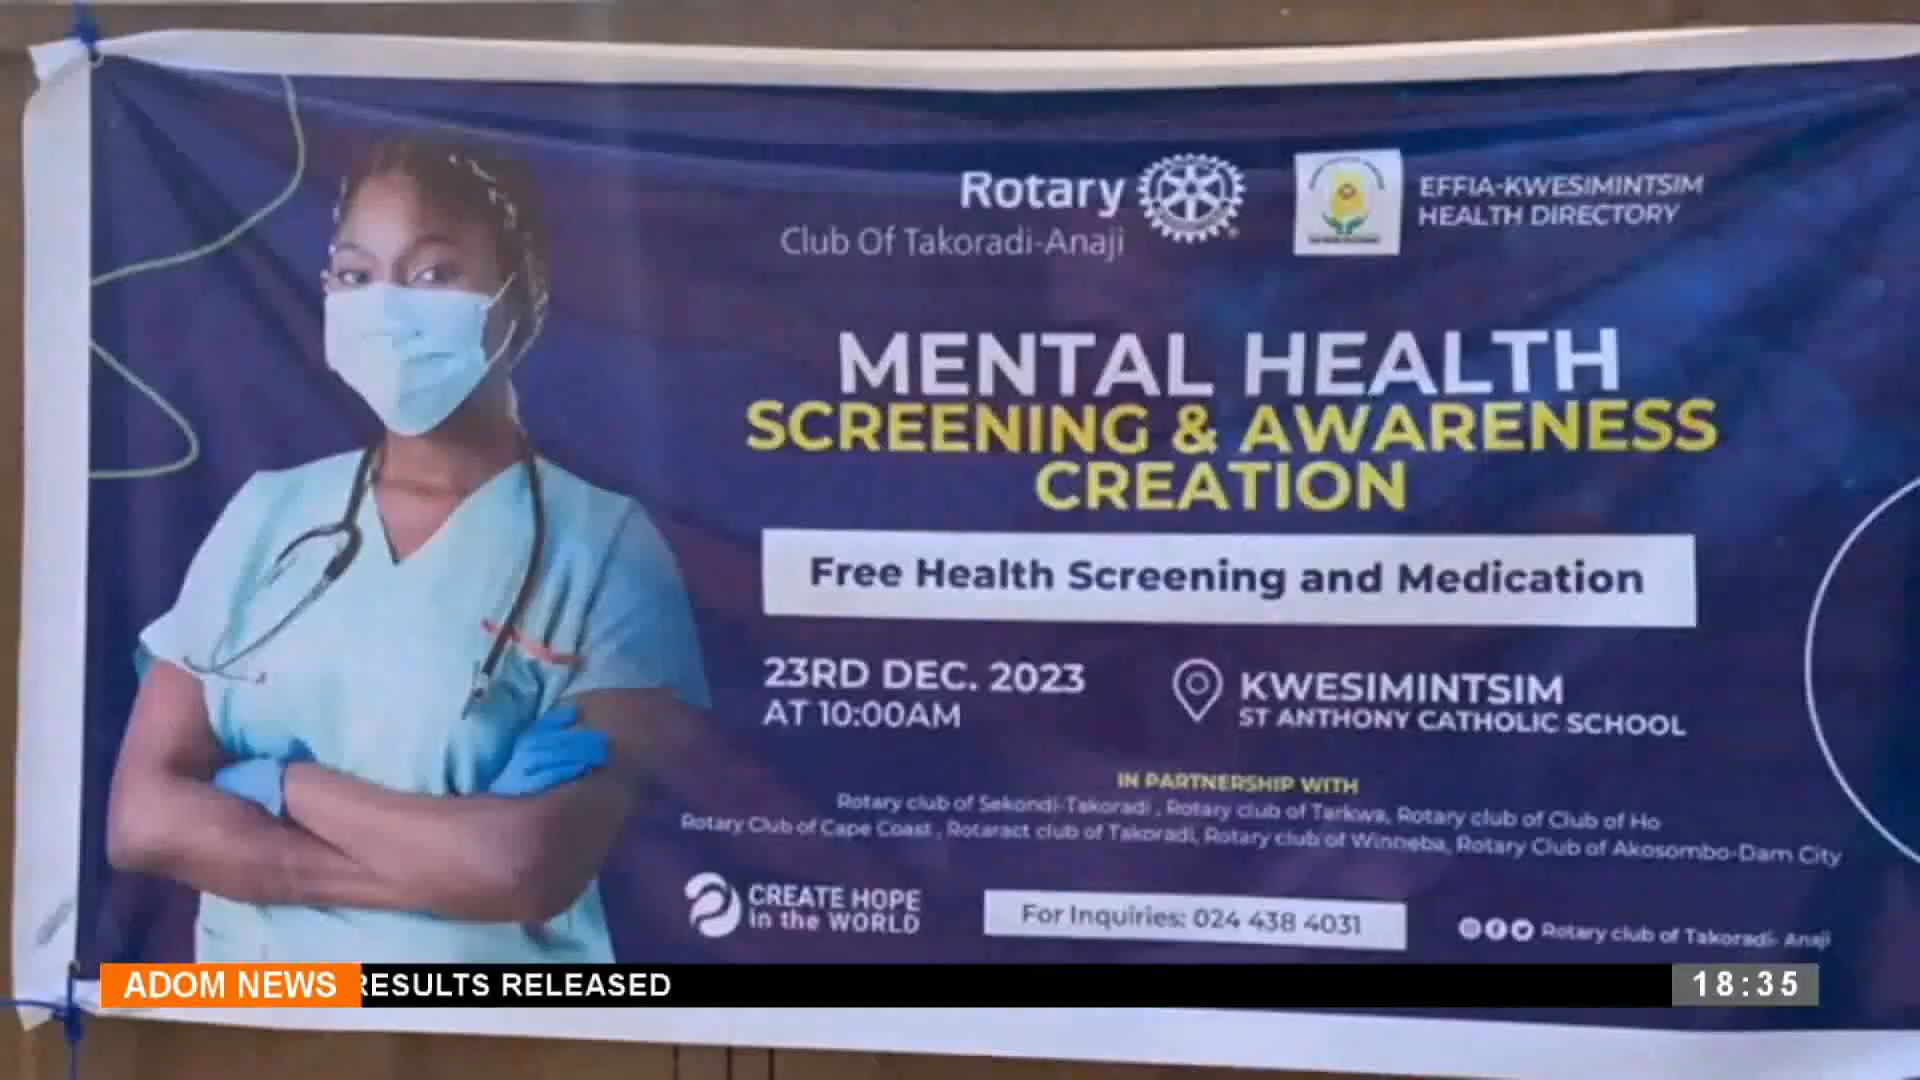 Rotary
Club Of Takoradi-Anaji
EFFIA-KWESIMINTSIM
HEALTH DIRECTORY
MENTAL HEALTH
SCREENING & AWARENESS
CREATION
Free Health Screening and Medication
23RD DEC. 2023
AT 10:00AM
KWESIMINTSIM
ST ANTHONY CATHOLIC SCHOOL
IN PARTNERSHIP WITH
Rotary club of Sekondi-Takoradi , Rotary club of Tarkwa, Rotary club of Club of Ho
Rotary Club of Cape Coast , Rotaract club of Takoradi, Rotary club of Winneba, Rotary Club of Akosombo-Dam City
CREATE HOPE
in the WORLD
For Inquiries: 024 438 4031
Rotary club of Takoradi- Anaji
ADOM NEWS
RESULTS RELEASED
18:35